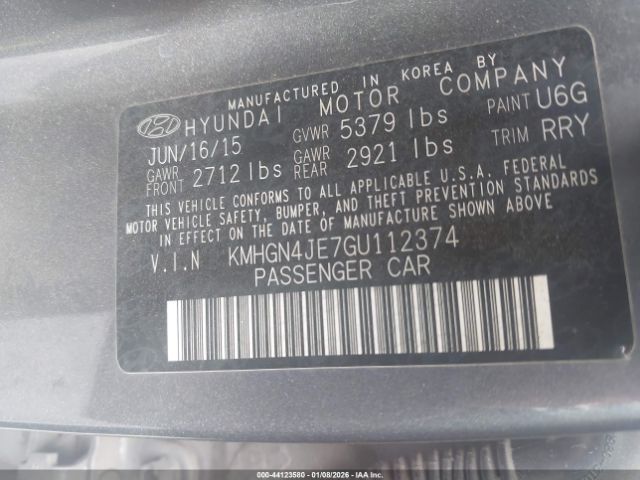 MANUFACTURED IN KOREA BY
HYUNDAI MOTOR COMPANY
JUN/16/15 GVWR 5379 lbs PAINT U6G
GAWR FRONT 2712 lbs GAWR REAR 2921 lbs TRIM RRY
THIS VEHICLE CONFORMS TO ALL APPLICABLE U.S.A. FEDERAL
MOTOR VEHICLE SAFETY, BUMPER, AND THEFT PREVENTION STANDARDS
IN EFFECT ON THE DATE OF MANUFACTURE SHOWN ABOVE
V.I.N KMHGN4JE7GU112374
PASSENGER CAR
000-44123580 - 01/08/2026 - IAA Corp.